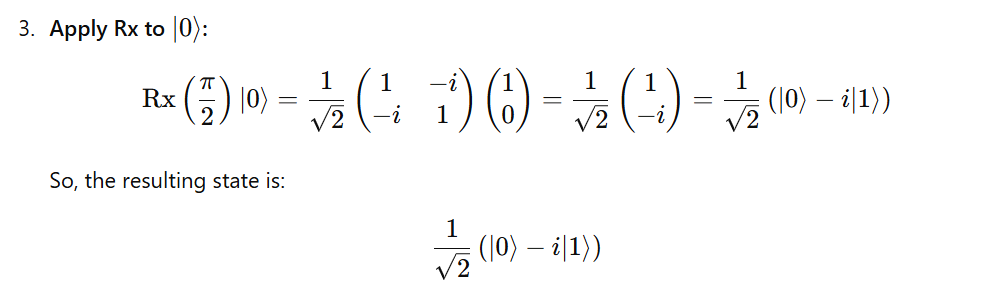 3. Apply Rx to |0⟩:
Rx(π/2)|0⟩ = 1/√2 (1 −i; −i 1)(1; 0) = 1/√2 (1; −i) = 1/√2 (|0⟩ − i|1⟩)
So, the resulting state is:
1/√2 (|0⟩ − i|1⟩)